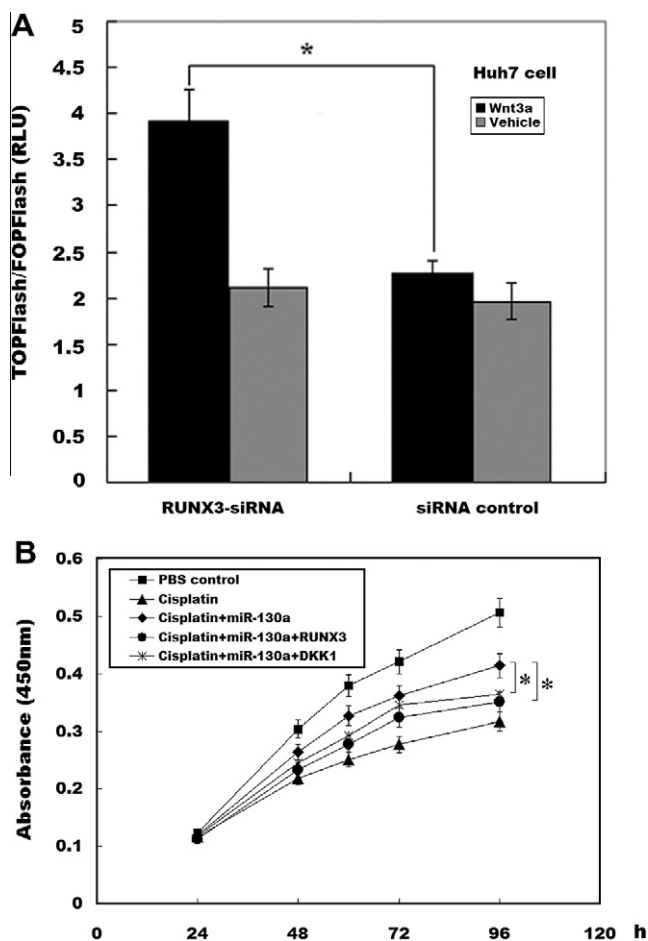 A
TOPFlash/FOPFlash (RLU)
5
4.5
4
3.5
3
2.5
2
1.5
1
0.5
0
*
Huh7 cell
Wnt3a
Vehicle
RUNX3-siRNA
siRNA control
B
Absorbance (450nm)
0.6
0.5
0.4
0.3
0.2
0.1
0
PBS control
Cisplatin
Cisplatin+miR-130a
Cisplatin+miR-130a+RUNX3
Cisplatin+miR-130a+DKK1
* *
0 24 48 72 96 120 h